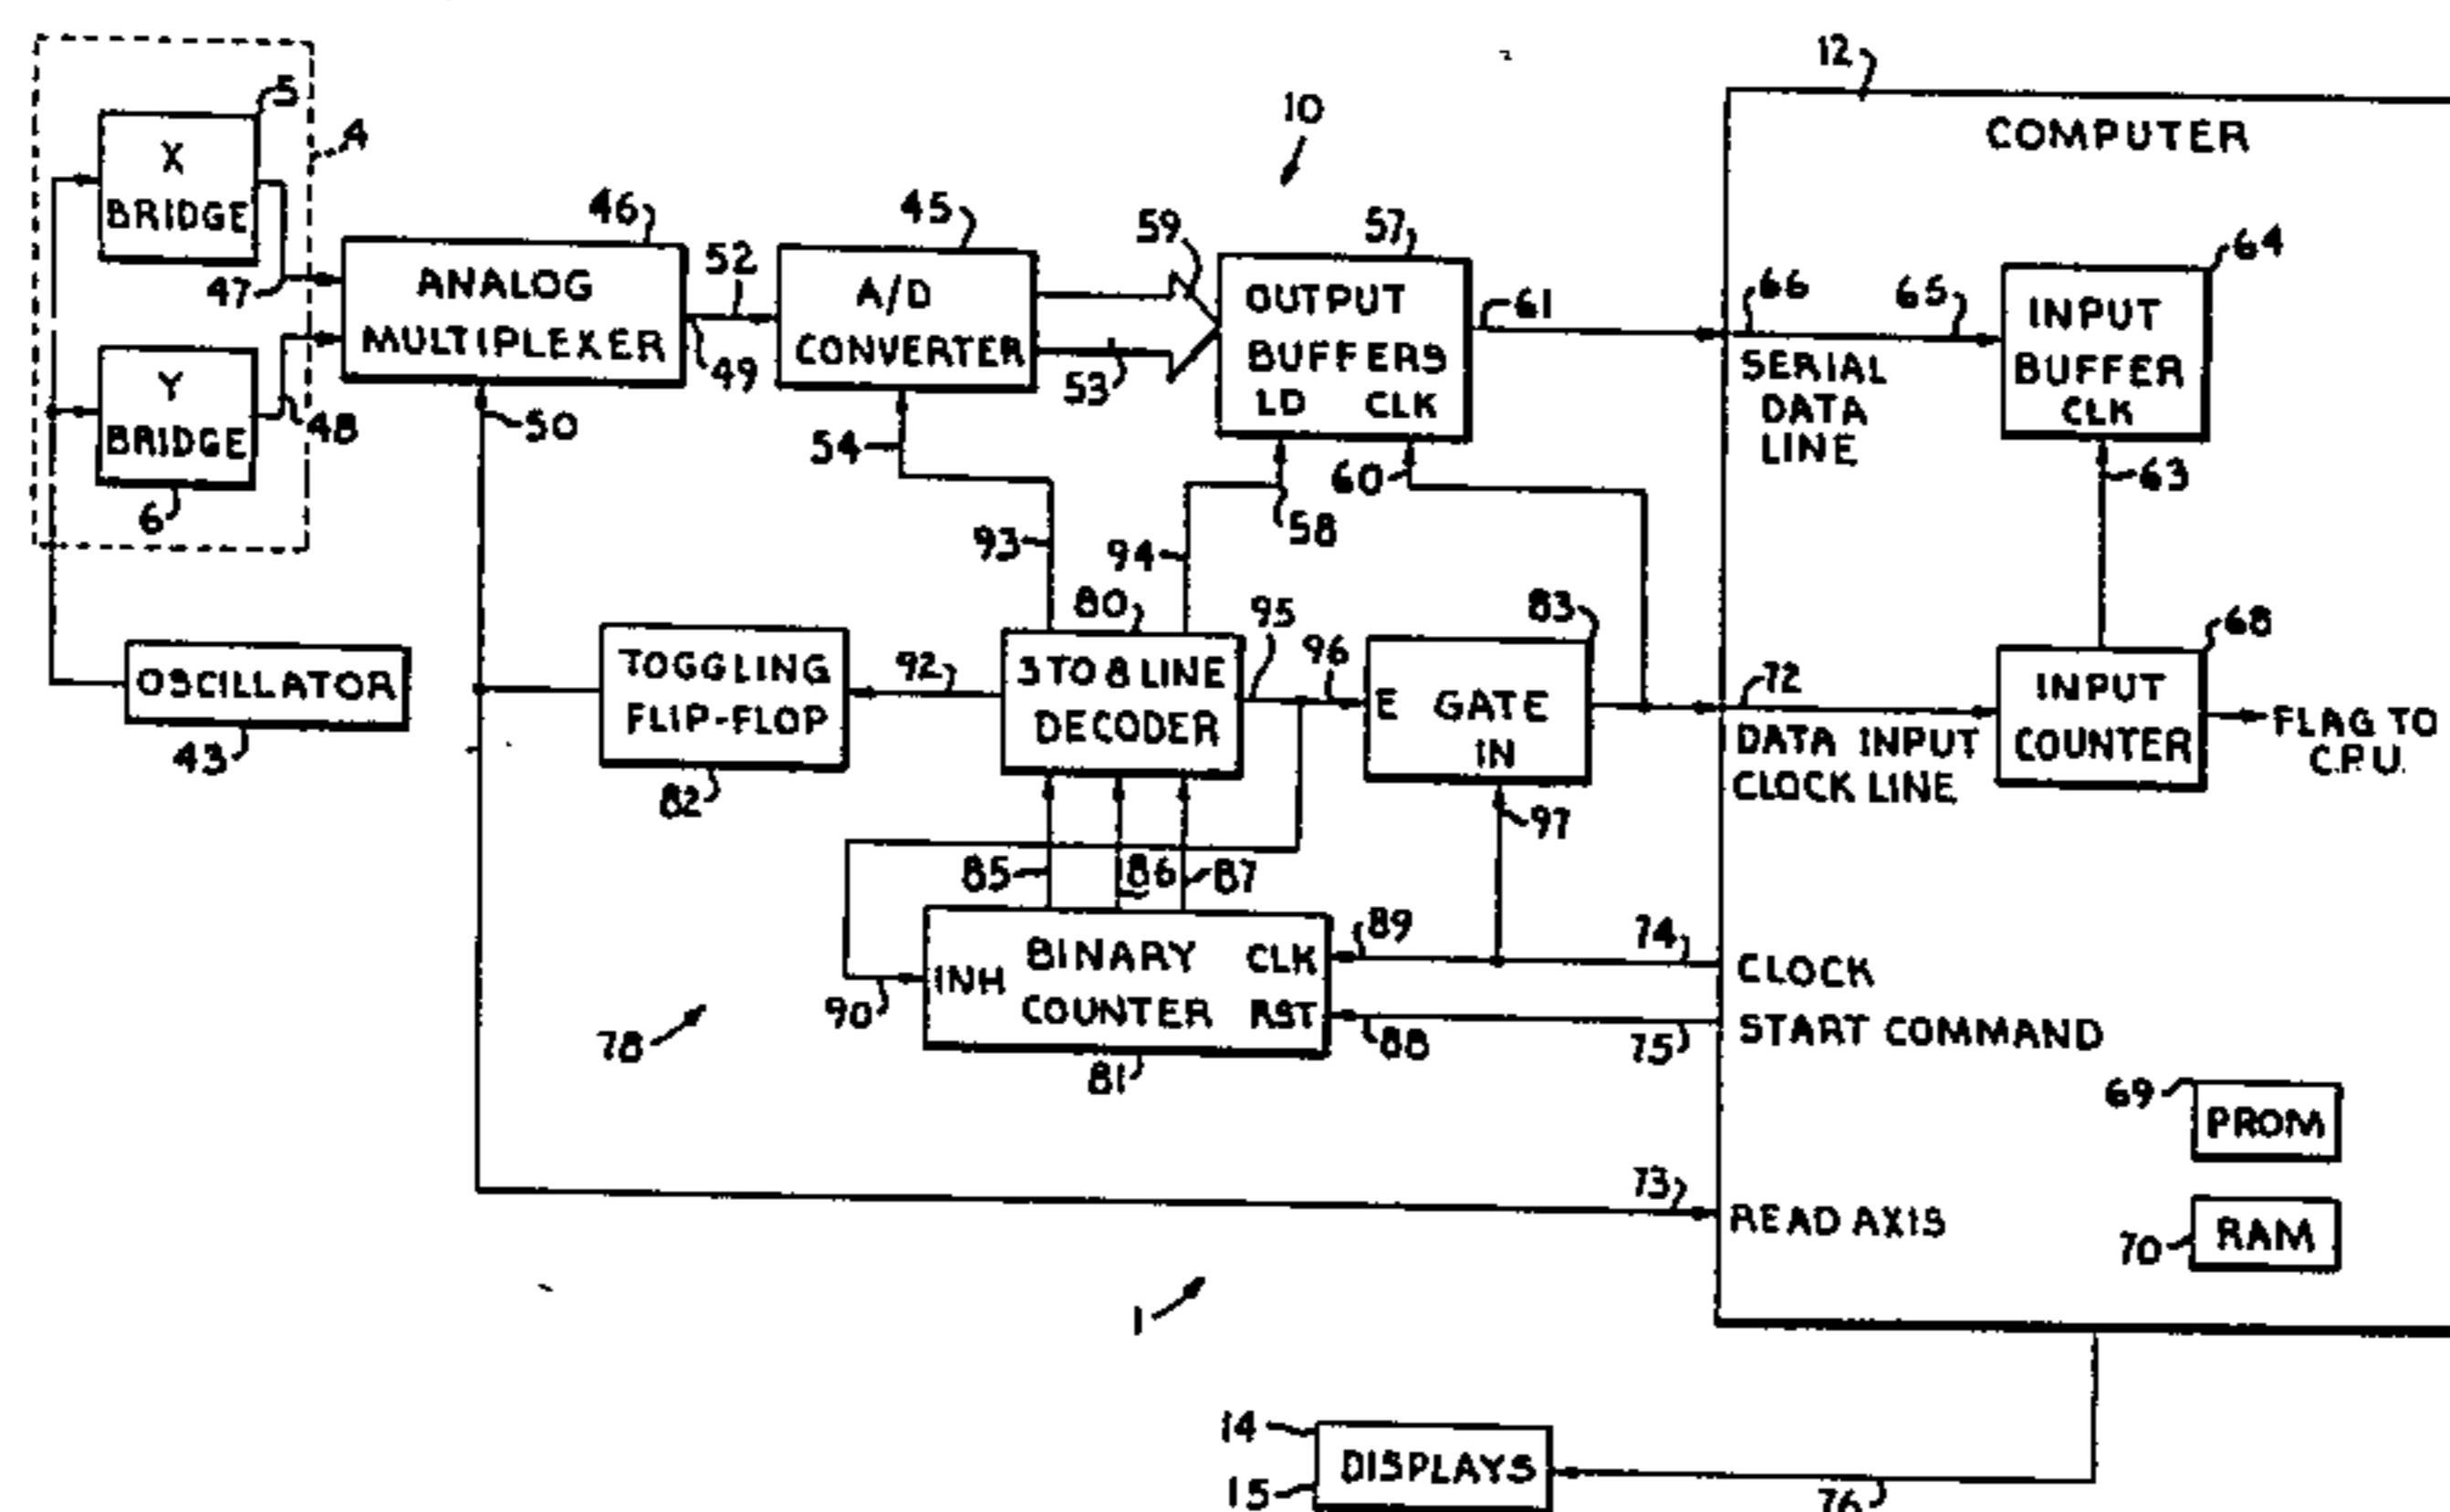 12
COMPUTER
10
5
4
X
BRIDGE
47
46
ANALOG
MULTIPLEXER
52
49
45
A/D
CONVERTER
59
53
57
OUTPUT
BUFFERS
LD CLK
61
66
65
SERIAL
DATA
LINE
64
INPUT
BUFFER
CLK
Y
BRIDGE
48
6
50
54
58
60
63
93
94
OSCILLATOR
43
TOGGLING
FLIP-FLOP
82
92
80
3 TO 8 LINE
DECODER
95
96
83
E GATE
IN
97
72
DATA INPUT
CLOCK LINE
68
INPUT
COUNTER
FLAG TO
C.P.U.
85
86
87
90
INH
BINARY
COUNTER
CLK
RST
81
89
88
74
75
CLOCK
START COMMAND
78
69
PROM
70
RAM
73
READ AXIS
1
14
15
DISPLAYS
76